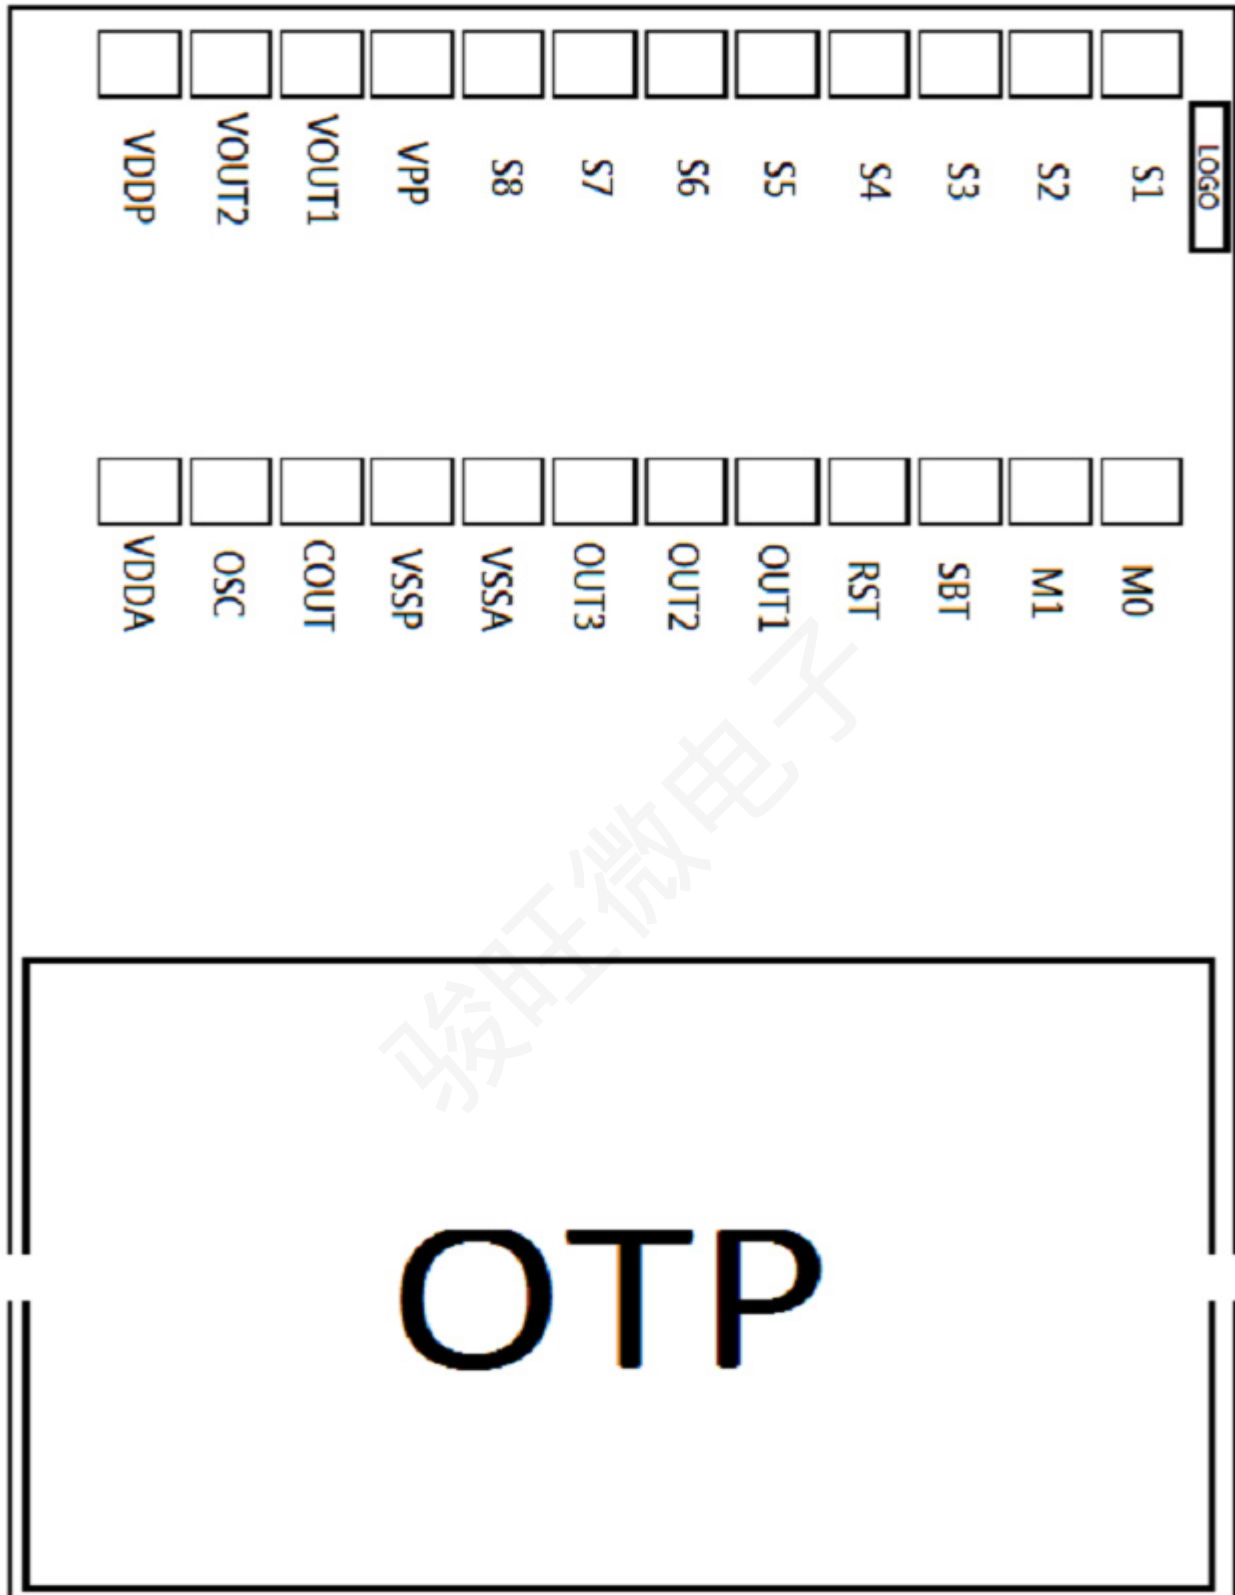 VDDP VOUT2 VOUT1 VPP S8 S7 S6 S5 S4 S3 S2 S1 LOGO
VDDA OSC COUT VSSP VSSA OUT3 OUT2 OUT1 RST SBT M1 M0
骏旺微电子
OTP